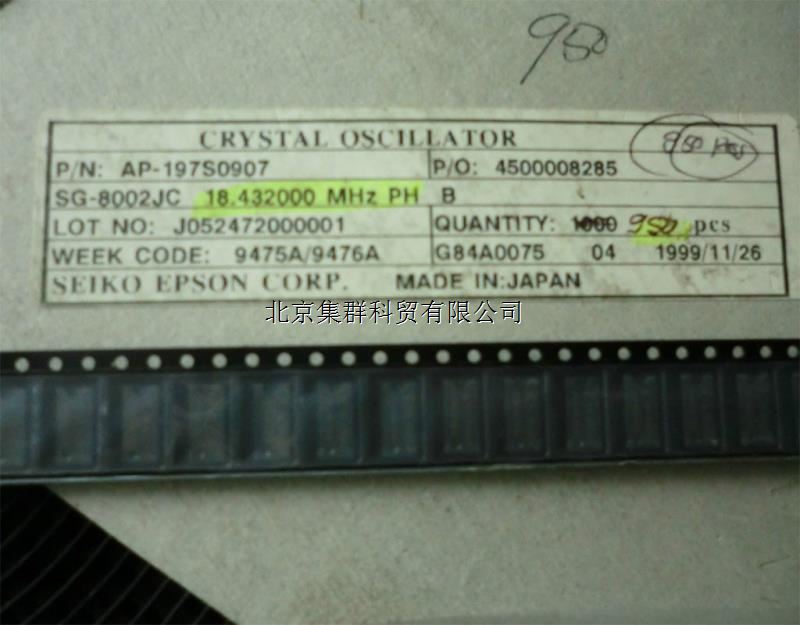 950
CRYSTAL OSCILLATOR
850 pcs
P/N: AP-197S0907 P/O: 4500008285
SG-8002JC 18.432000 MHz PH B
LOT NO: J052472000001 QUANTITY: 1000 950 pcs
WEEK CODE: 9475A/9476A G84A0075 04 1999/11/26
SEIKO EPSON CORP. MADE IN:JAPAN
北京集群科贸有限公司